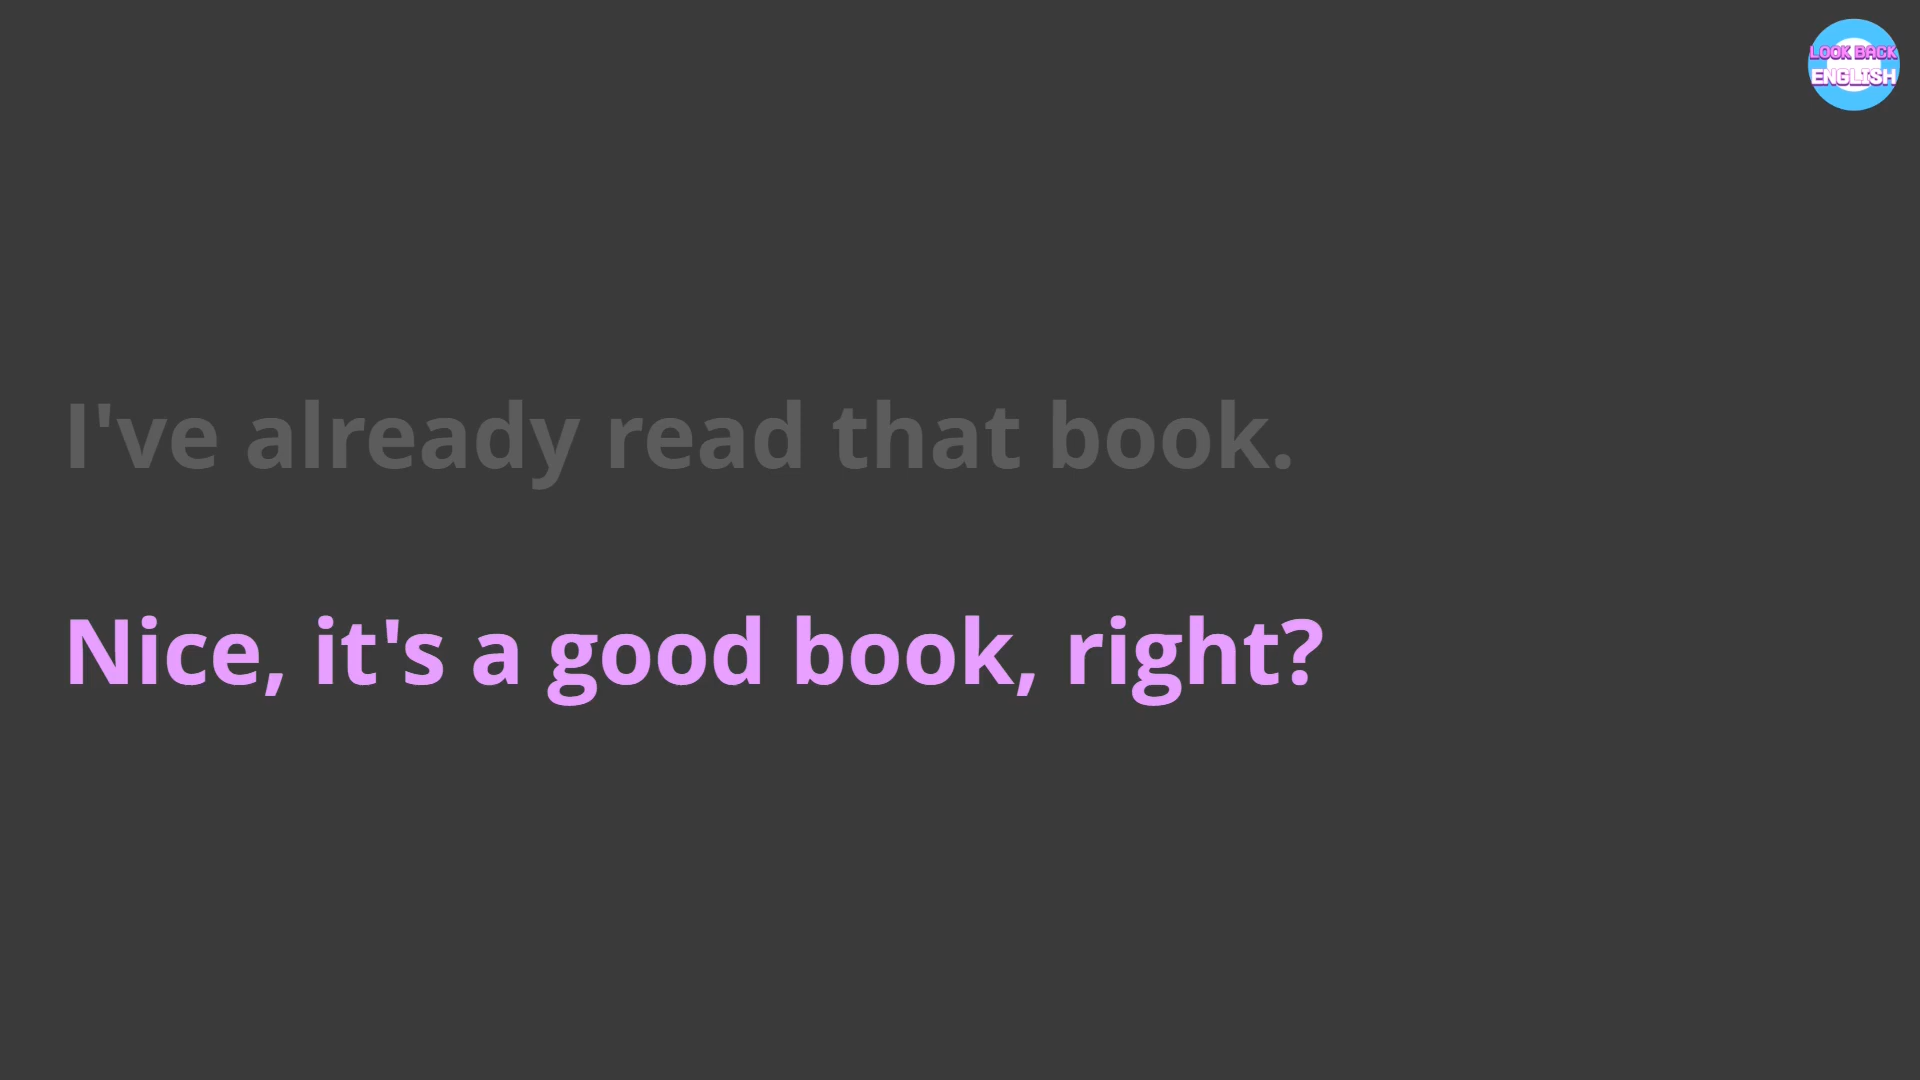 LOOK BACK
ENGLISH
I've already read that book.
Nice, it's a good book, right?